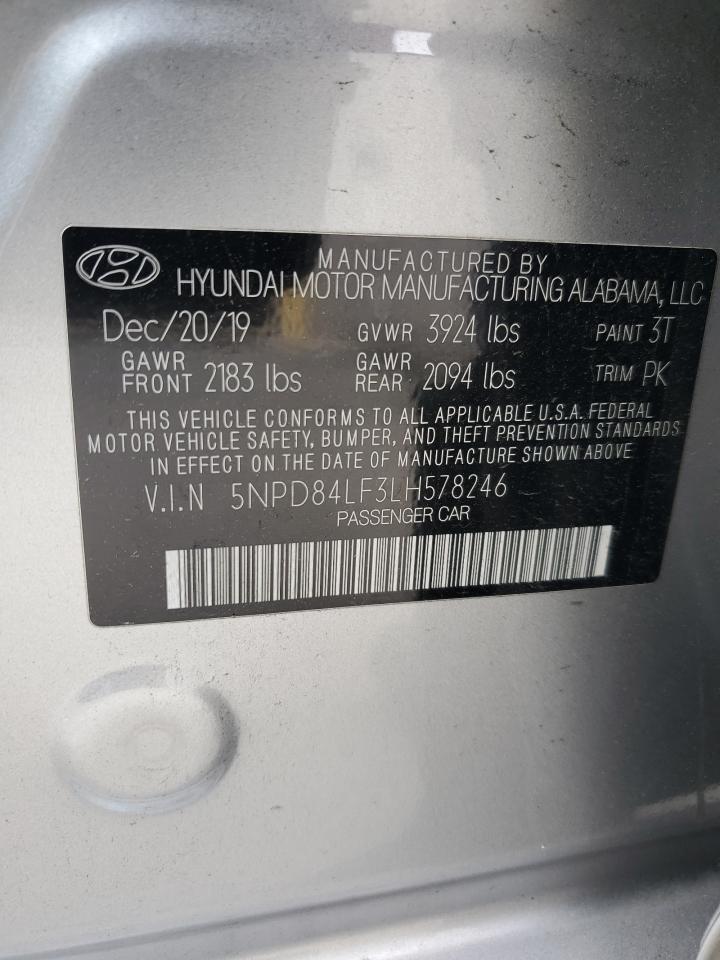 MANUFACTURED BY
HYUNDAI MOTOR MANUFACTURING ALABAMA, LLC
Dec/20/19 GVWR 3924 lbs PAINT 3T
GAWR FRONT 2183 lbs GAWR REAR 2094 lbs TRIM PK
THIS VEHICLE CONFORMS TO ALL APPLICABLE U.S.A. FEDERAL
MOTOR VEHICLE SAFETY, BUMPER, AND THEFT PREVENTION STANDARDS
IN EFFECT ON THE DATE OF MANUFACTURE SHOWN ABOVE.
V.I.N 5NPD84LF3LH578246
PASSENGER CAR